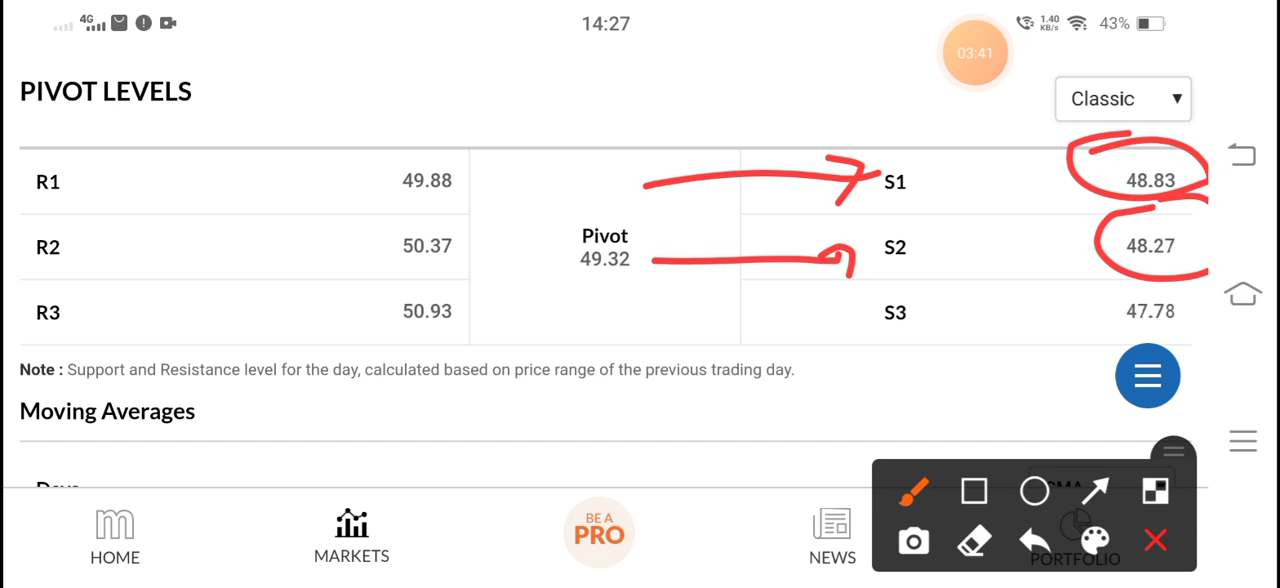 4G 14:27 1.40 KB/s 43%
03:41
PIVOT LEVELS
Classic
R1 49.88 S1 48.83
R2 50.37 Pivot S2 48.27
49.32
R3 50.93 S3 47.78
Note : Support and Resistance level for the day, calculated based on price range of the previous trading day.
Moving Averages
Days SMA
BE A
PRO
HOME MARKETS NEWS PORTFOLIO